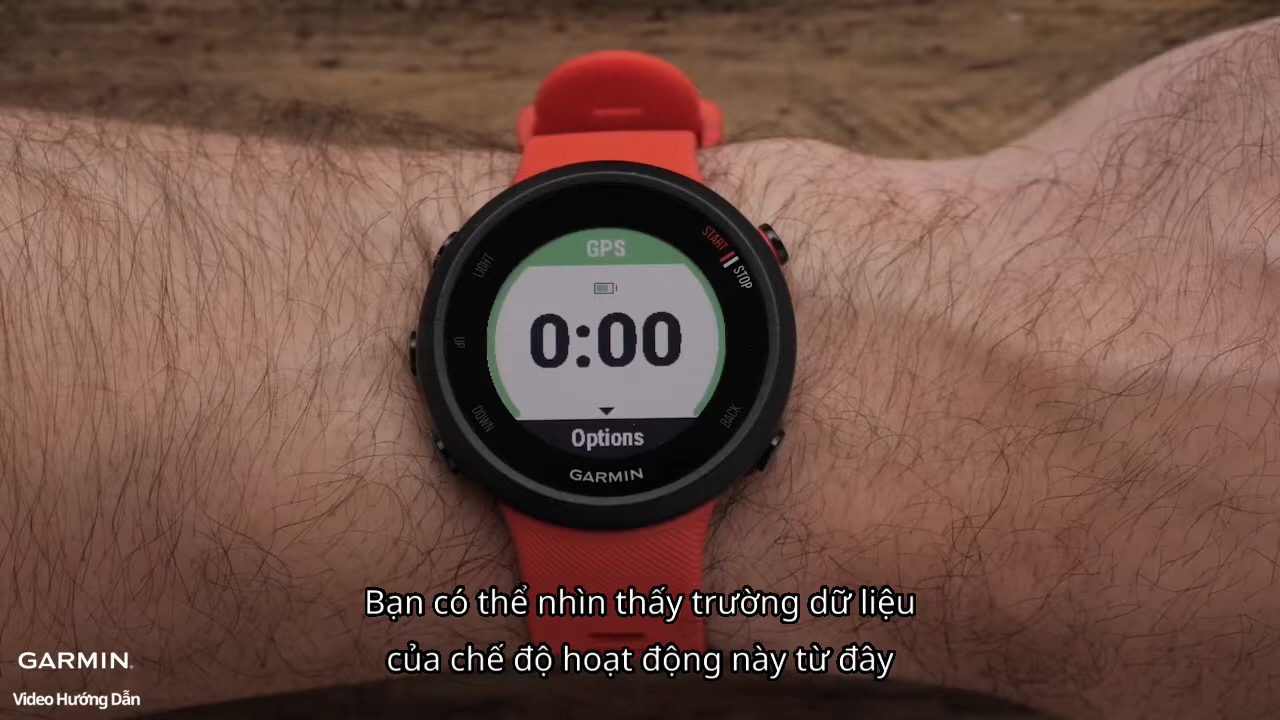 GPS
START
STOP
LIGHT
0:00
UP
DOWN
BACK
Options
GARMIN
Bạn có thể nhìn thấy trường dữ liệu
của chế độ hoạt động này từ đây
GARMIN®
Video Hướng Dẫn